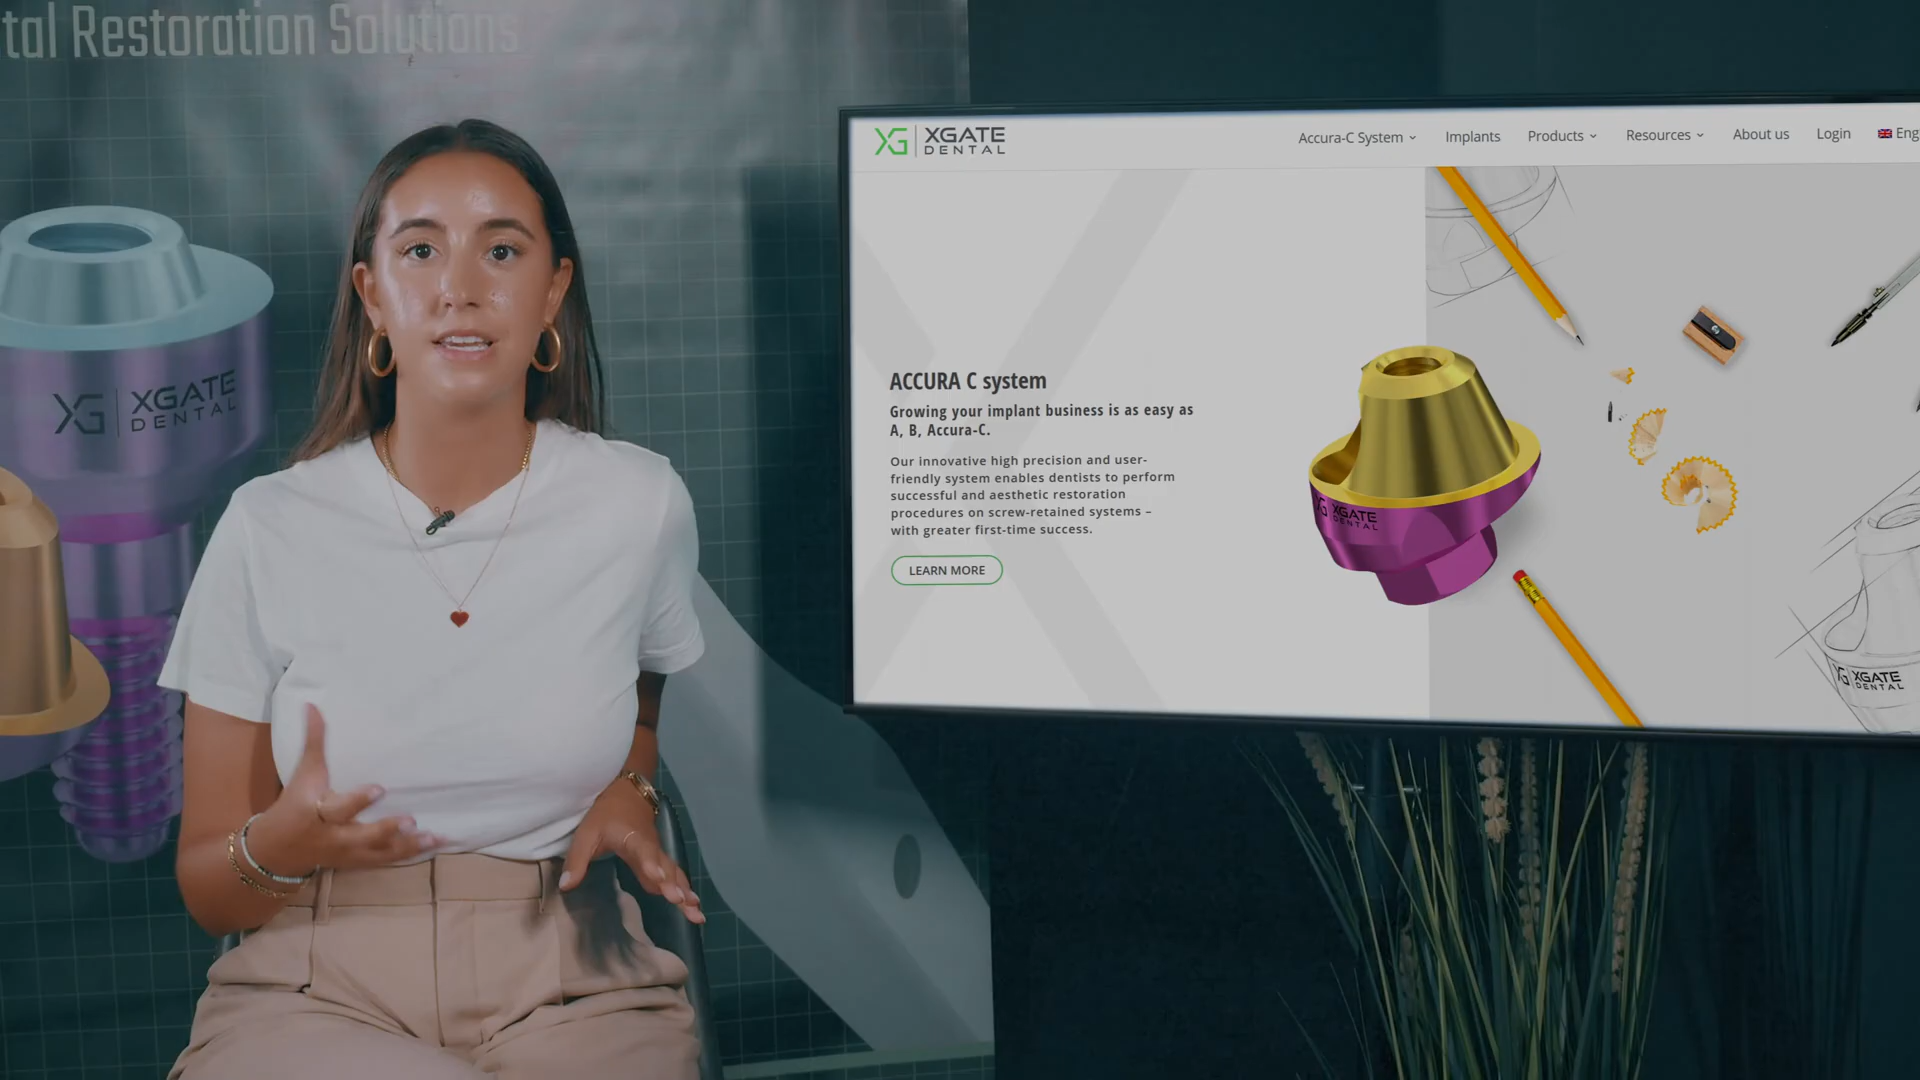 tal Restoration Solutions
XG | XGATE
DENTAL
XG | XGATE
DENTAL
Accura-C System
Implants
Products
Resources
About us
Login
Eng
ACCURA C system
Growing your implant business is as easy as
A, B, Accura-C.
Our innovative high precision and user-
friendly system enables dentists to perform
successful and aesthetic restoration
procedures on screw-retained systems –
with greater first-time success.
LEARN MORE
XG XGATE
DENTAL
XG XGATE
DENTAL